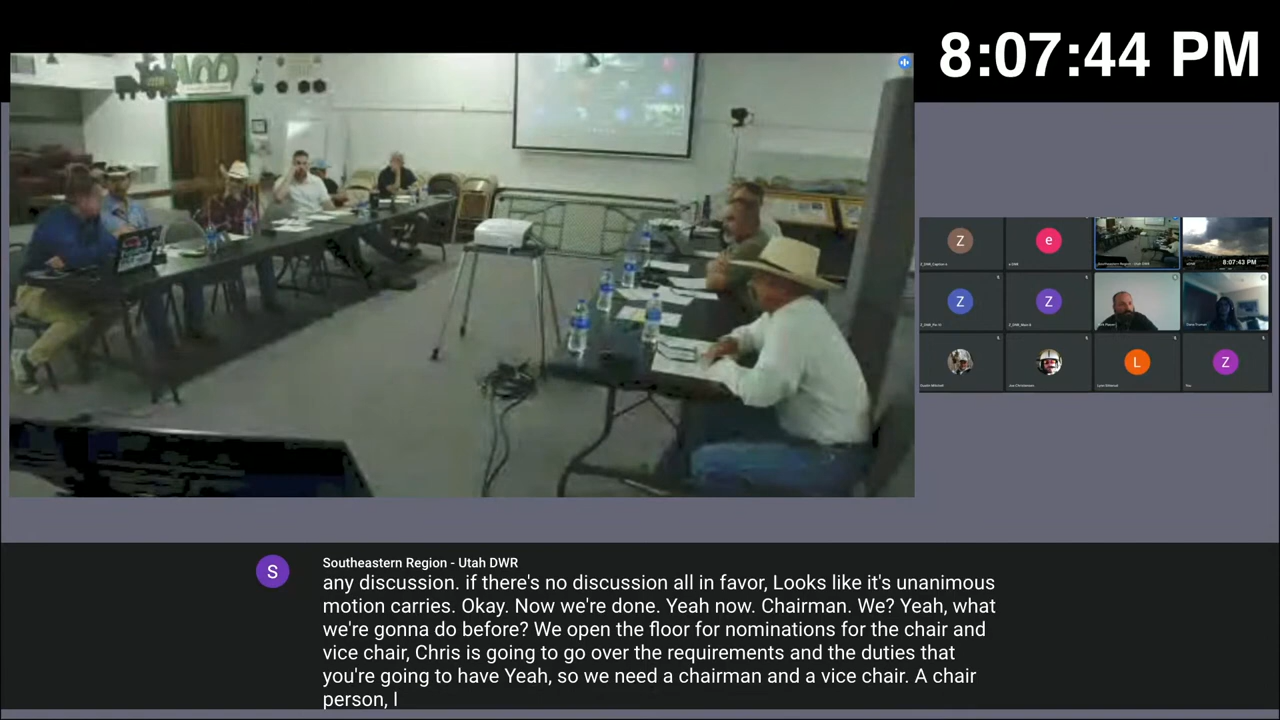 8:07:44 PM
Z
e
8:07:43 PM
Z
Z
L
Z
S
Southeastern Region - Utah DWR
any discussion. if there's no discussion all in favor, Looks like it's unanimous
motion carries. Okay. Now we're done. Yeah now. Chairman. We? Yeah, what
we're gonna do before? We open the floor for nominations for the chair and
vice chair, Chris is going to go over the requirements and the duties that
you're going to have Yeah, so we need a chairman and a vice chair. A chair
person, I